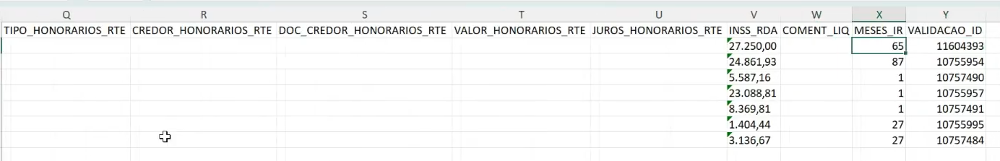 Q R S T U V W X Y
TIPO_HONORARIOS_RTE CREDOR_HONORARIOS_RTE DOC_CREDOR_HONORARIOS_RTE VALOR_HONORARIOS_RTE JUROS_HONORARIOS_RTE INSS_RDA COMENT_LIQ MESES_IR VALIDACAO_ID
27.250,00 65 11604393
24.861,93 87 10755954
5.587,16 1 10757490
23.088,81 1 10755957
8.369,81 1 10757491
1.404,44 27 10755995
3.136,67 27 10757484